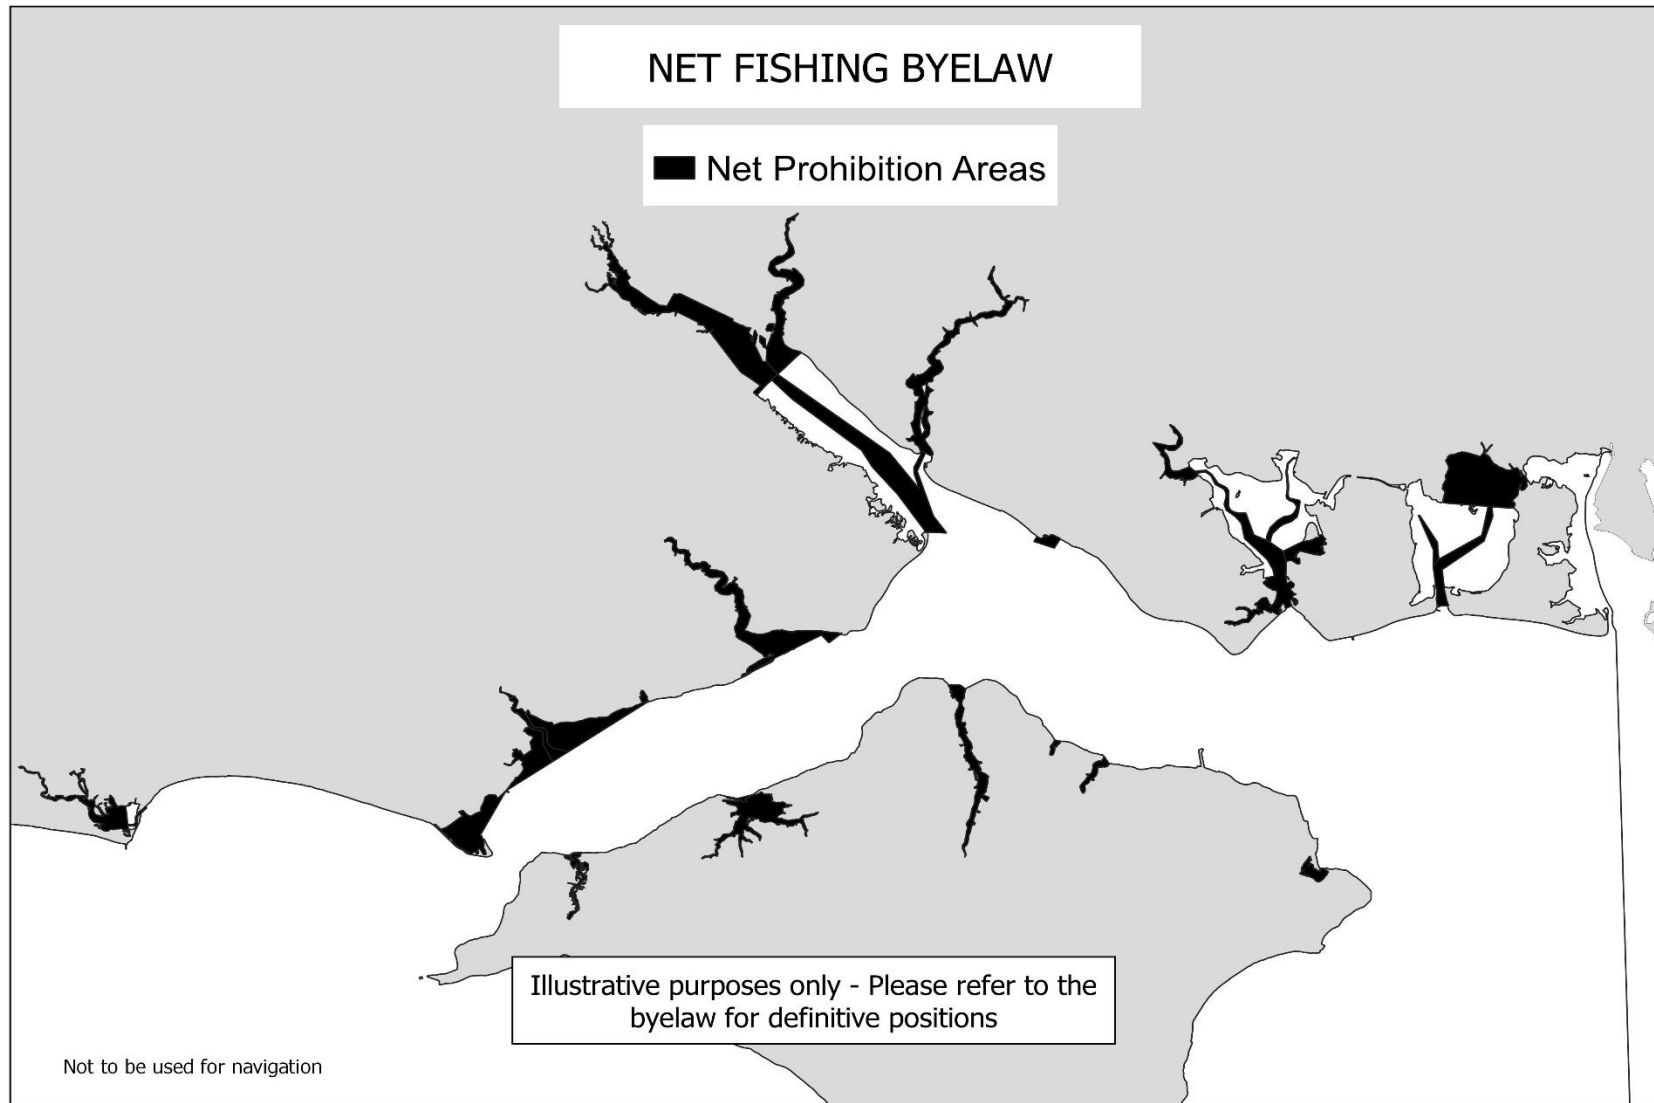 NET FISHING BYELAW
Net Prohibition Areas
Illustrative purposes only - Please refer to the
byelaw for definitive positions
Not to be used for navigation